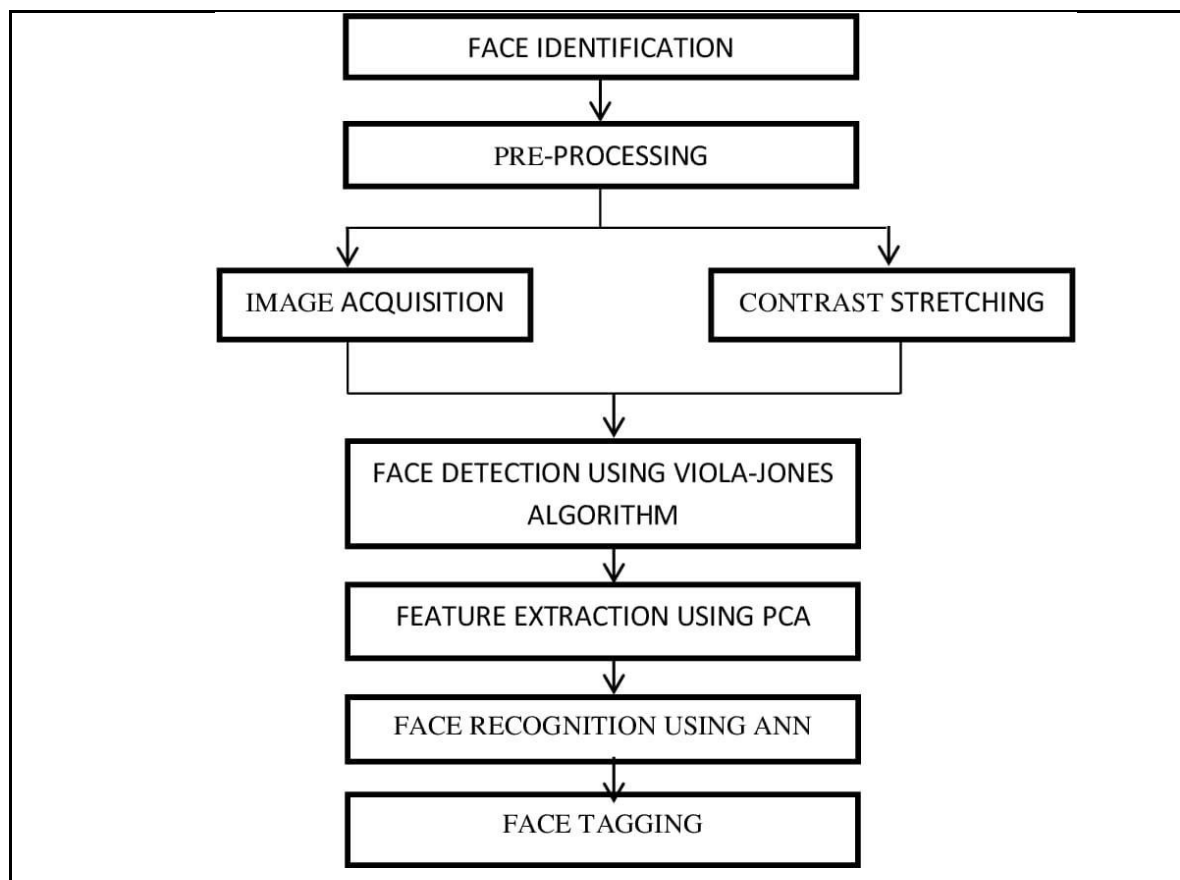 FACE IDENTIFICATION
PRE-PROCESSING
IMAGE ACQUISITION
CONTRAST STRETCHING
FACE DETECTION USING VIOLA-JONES
ALGORITHM
FEATURE EXTRACTION USING PCA
FACE RECOGNITION USING ANN
FACE TAGGING